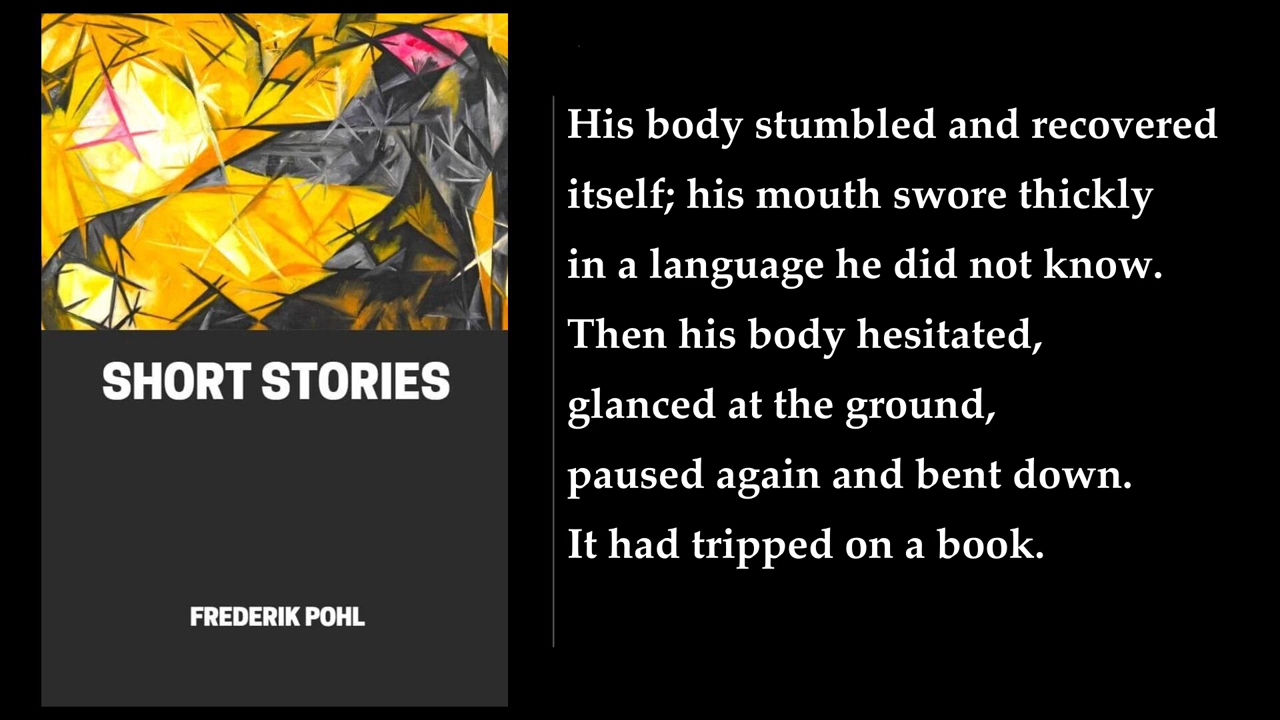 SHORT STORIES
FREDERIK POHL
His body stumbled and recovered
itself; his mouth swore thickly
in a language he did not know.
Then his body hesitated,
glanced at the ground,
paused again and bent down.
It had tripped on a book.